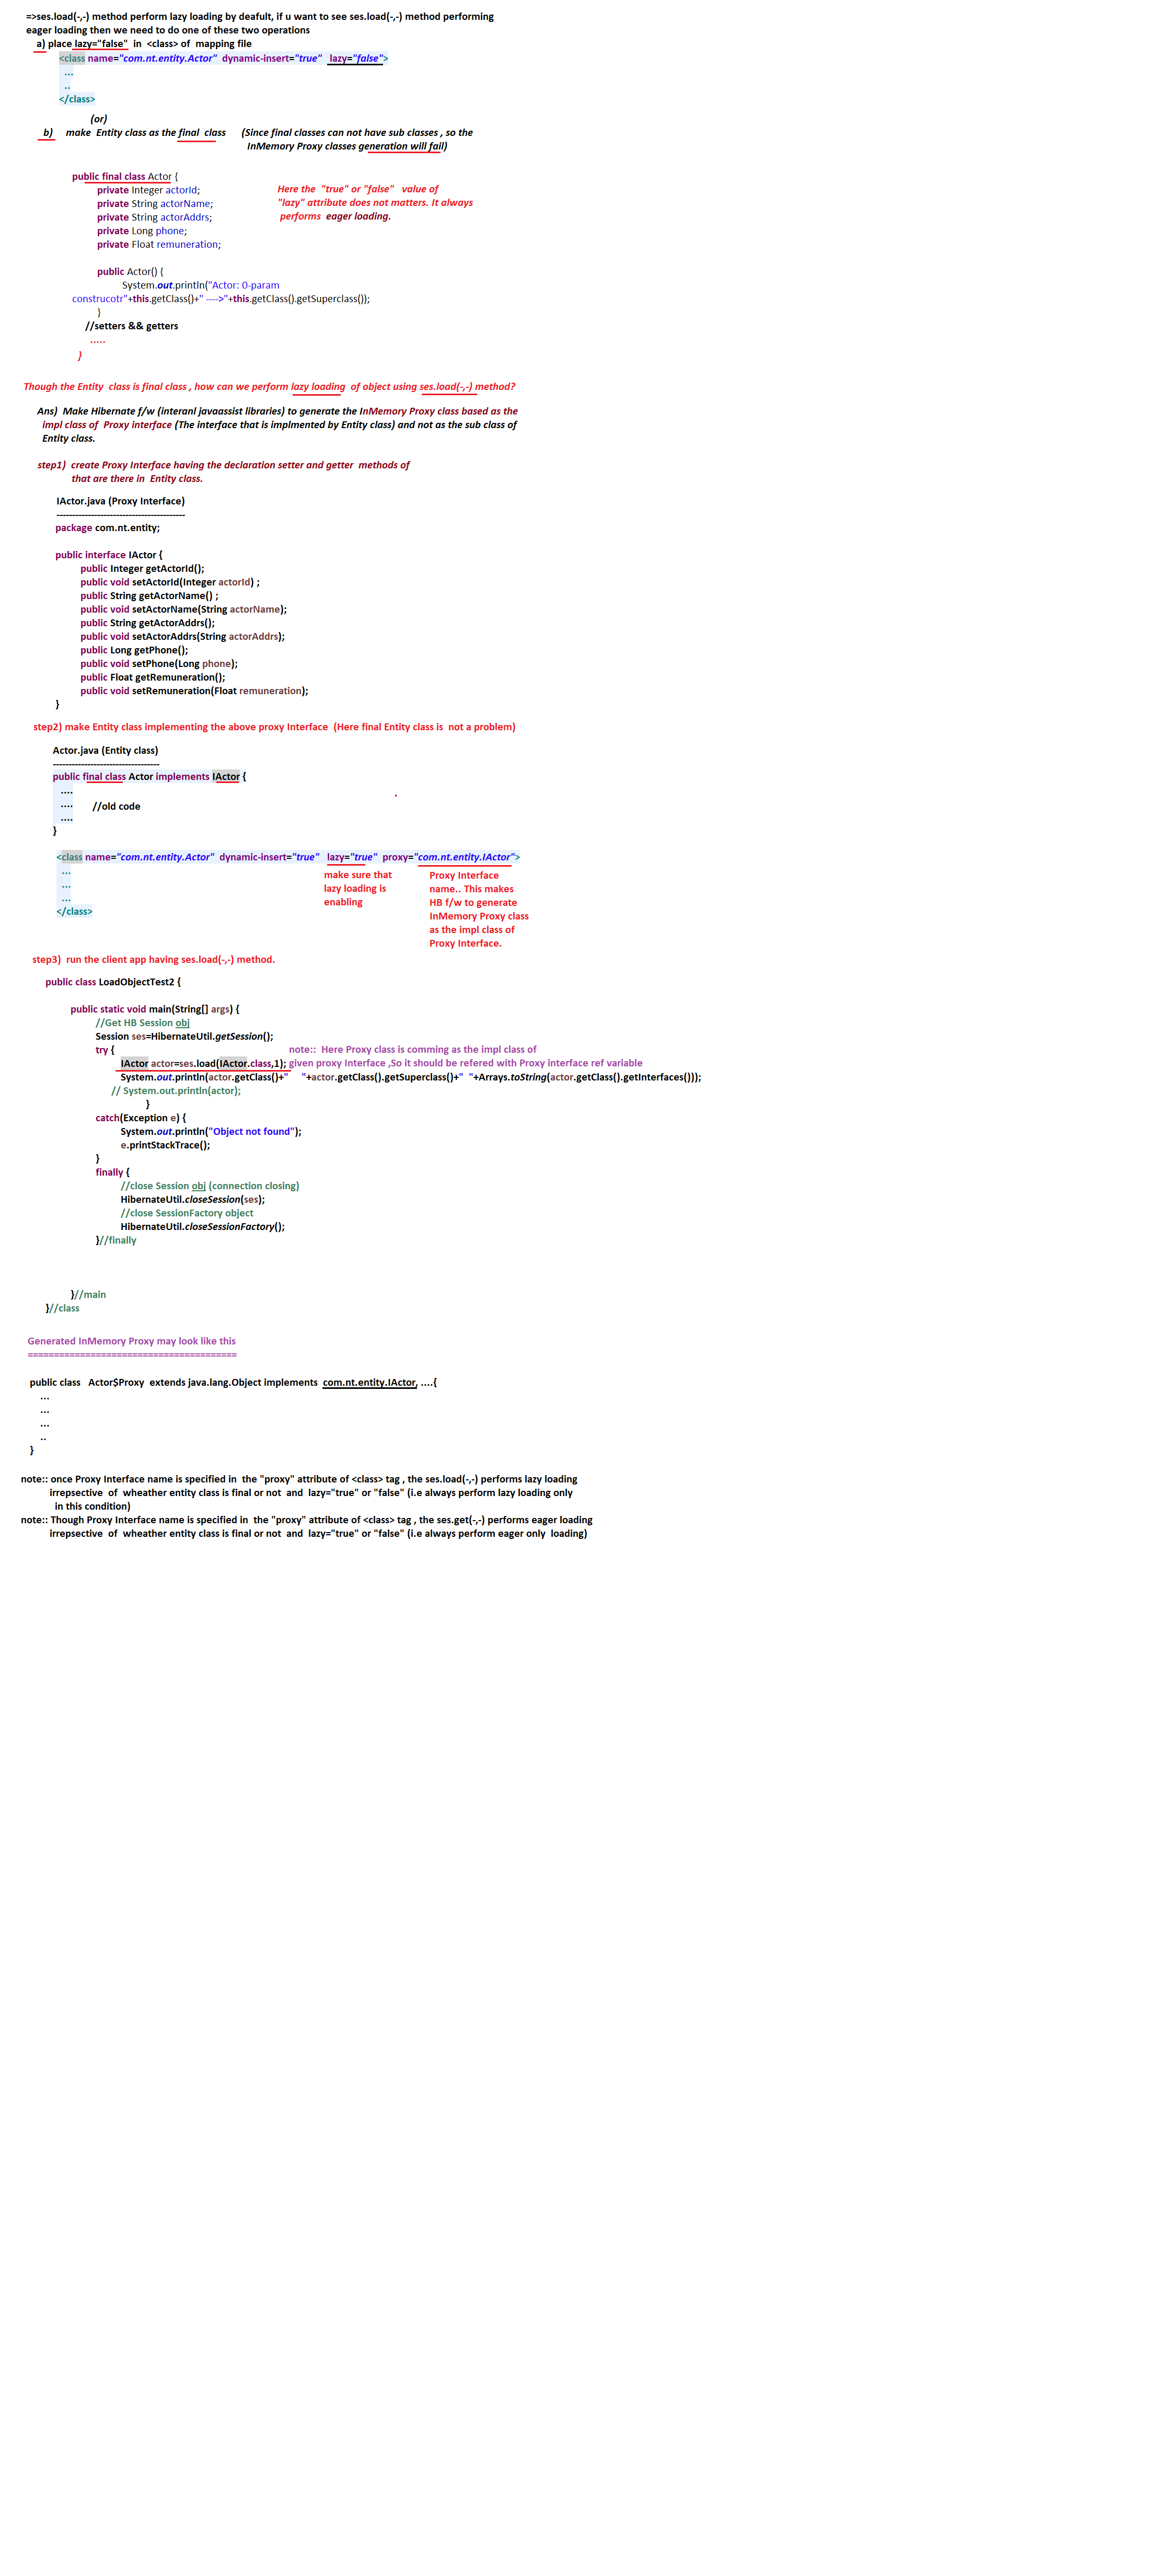 =>ses.load(-,-) method perform lazy loading by deafult, if u want to see ses.load(-,-) method performing
eager loading then we need to do one of these two operations
a) place lazy="false" in <class> of mapping file
<class name="com.nt.entity.Actor" dynamic-insert="true" lazy="false">
...
..
</class>
(or)
b) make Entity class as the final class (Since final classes can not have sub classes , so the
InMemory Proxy classes generation will fail)
public final class Actor {
private Integer actorId;
private String actorName;
private String actorAddrs;
private Long phone;
private Float remuneration;
Here the "true" or "false" value of
"lazy" attribute does not matters. It always
performs eager loading.
public Actor() {
System.out.println("Actor: 0-param
construcotr"+this.getClass()+" ---->"+this.getClass().getSuperclass());
}
//setters && getters
.....
}
Though the Entity class is final class , how can we perform lazy loading of object using ses.load(-,-) method?
Ans) Make Hibernate f/w (interanl javaassist libraries) to generate the InMemory Proxy class based as the
impl class of Proxy interface (The interface that is implmented by Entity class) and not as the sub class of
Entity class.
step1) create Proxy Interface having the declaration setter and getter methods of
that are there in Entity class.
IActor.java (Proxy Interface)
-----------------------------------------
package com.nt.entity;
public interface IActor {
public Integer getActorId();
public void setActorId(Integer actorId) ;
public String getActorName() ;
public void setActorName(String actorName);
public String getActorAddrs();
public void setActorAddrs(String actorAddrs);
public Long getPhone();
public void setPhone(Long phone);
public Float getRemuneration();
public void setRemuneration(Float remuneration);
}
step2) make Entity class implementing the above proxy Interface (Here final Entity class is not a problem)
Actor.java (Entity class)
----------------------------------
public final class Actor implements IActor {
....
.... //old code
....
}
<class name="com.nt.entity.Actor" dynamic-insert="true" lazy="true" proxy="com.nt.entity.IActor">
...
...
...
</class>
make sure that
lazy loading is
enabling
Proxy Interface
name.. This makes
HB f/w to generate
InMemory Proxy class
as the impl class of
Proxy Interface.
step3) run the client app having ses.load(-,-) method.
public class LoadObjectTest2 {
public static void main(String[] args) {
//Get HB Session obj
Session ses=HibernateUtil.getSession();
try { note:: Here Proxy class is comming as the impl class of
IActor actor=ses.load(IActor.class,1); given proxy Interface ,So it should be refered with Proxy interface ref variable
System.out.println(actor.getClass()+" "+actor.getClass().getSuperclass()+" "+Arrays.toString(actor.getClass().getInterfaces()));
// System.out.println(actor);
}
catch(Exception e) {
System.out.println("Object not found");
e.printStackTrace();
}
finally {
//close Session obj (connection closing)
HibernateUtil.closeSession(ses);
//close SessionFactory object
HibernateUtil.closeSessionFactory();
}//finally
}//main
}//class
Generated InMemory Proxy may look like this
========================================
public class Actor$Proxy extends java.lang.Object implements com.nt.entity.IActor, ....{
...
...
...
..
}
note:: once Proxy Interface name is specified in the "proxy" attribute of <class> tag , the ses.load(-,-) performs lazy loading
irrepsective of wheather entity class is final or not and lazy="true" or "false" (i.e always perform lazy loading only
in this condition)
note:: Though Proxy Interface name is specified in the "proxy" attribute of <class> tag , the ses.get(-,-) performs eager loading
irrepsective of wheather entity class is final or not and lazy="true" or "false" (i.e always perform eager only loading)